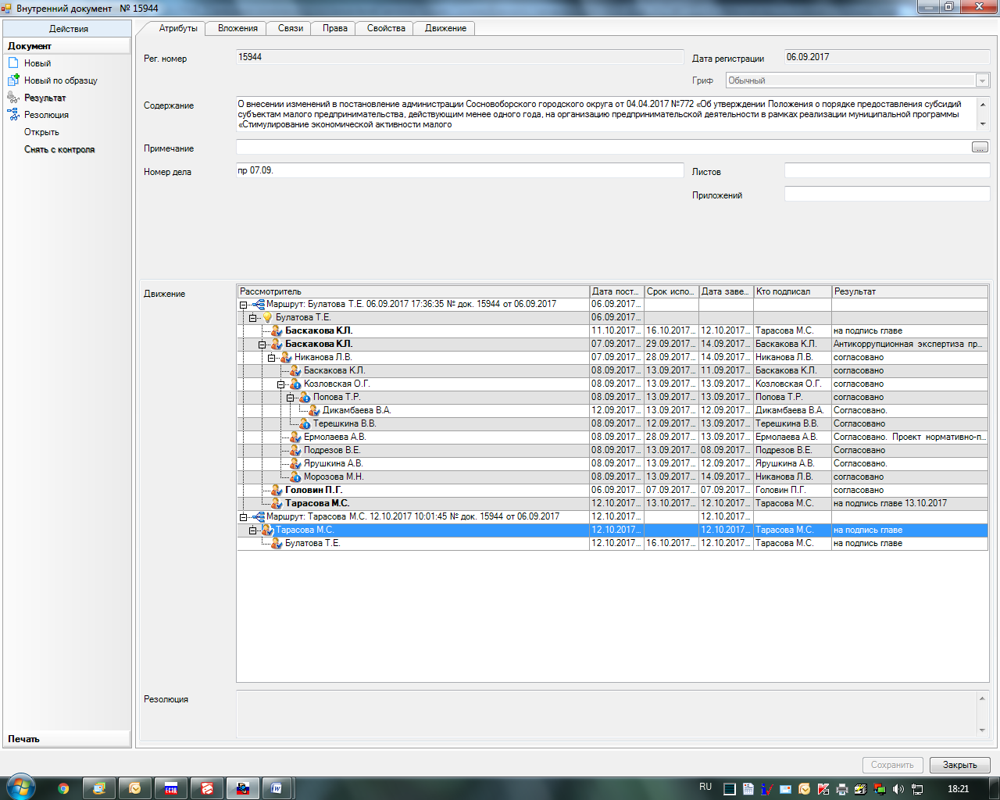 Внутренний документ № 15944
Действия
Документ
Новый
Новый по образцу
Результат
Резолюция
Открыть
Снять с контроля
Печать
Атрибуты Вложения Связи Права Свойства Движение
Рег. номер 15944 Дата регистрации 06.09.2017
Гриф Обычный
Содержание О внесении изменений в постановление администрации Сосновоборского городского округа от 04.04.2017 №772 «Об утверждении Положения о порядке предоставления субсидий
субъектам малого предпринимательства, действующим менее одного года, на организацию предпринимательской деятельности в рамках реализации муниципальной программы
«Стимулирование экономической активности малого
Примечание ...
Номер дела пр 07.09. Листов
Приложений
Движение
Рассмотритель Дата пост... Срок испо... Дата заве... Кто подписал Результат
Маршрут: Булатова Т.Е. 06.09.2017 17:36:35 № док. 15944 от 06.09.2017 06.09.2017...
Булатова Т.Е. 06.09.2017...
Баскакова К.Л. 11.10.2017... 16.10.2017... 12.10.2017... Тарасова М.С. на подпись главе
Баскакова К.Л. 07.09.2017... 29.09.2017... 14.09.2017... Баскакова К.Л. Антикоррупционная экспертиза пр...
Никанова Л.В. 07.09.2017... 28.09.2017... 14.09.2017... Никанова Л.В. согласовано
Баскакова К.Л. 08.09.2017... 13.09.2017... 11.09.2017... Баскакова К.Л. согласовано
Козловская О.Г. 08.09.2017... 13.09.2017... 13.09.2017... Козловская О.Г. согласовано
Попова Т.Р. 08.09.2017... 13.09.2017... 13.09.2017... Попова Т.Р. согласовано
Дикамбаева В.А. 12.09.2017... 13.09.2017... 12.09.2017... Дикамбаева В.А. Согласовано.
Терешкина В.В. 08.09.2017... 12.09.2017... 13.09.2017... Терешкина В.В. Согласовано
Ермолаева А.В. 08.09.2017... 28.09.2017... 13.09.2017... Ермолаева А.В. Согласовано. Проект нормативно-п...
Подрезов В.Е. 08.09.2017... 13.09.2017... 08.09.2017... Подрезов В.Е. Согласовано
Ярушкина А.В. 08.09.2017... 13.09.2017... 12.09.2017... Ярушкина А.В. Согласовано.
Морозова М.Н. 08.09.2017... 13.09.2017... 14.09.2017... Никанова Л.В. согласовано
Головин П.Г. 06.09.2017... 07.09.2017... 07.09.2017... Головин П.Г. согласовано
Тарасова М.С. 12.10.2017... 13.10.2017... 12.10.2017... Тарасова М.С. на подпись главе 13.10.2017
Маршрут: Тарасова М.С. 12.10.2017 10:01:45 № док. 15944 от 06.09.2017 12.10.2017... 12.10.2017...
Тарасова М.С. 12.10.2017... 12.10.2017... Тарасова М.С. на подпись главе
Булатова Т.Е. 12.10.2017... 16.10.2017... 12.10.2017... Тарасова М.С. на подпись главе
Резолюция
Сохранить Закрыть
RU 18:21